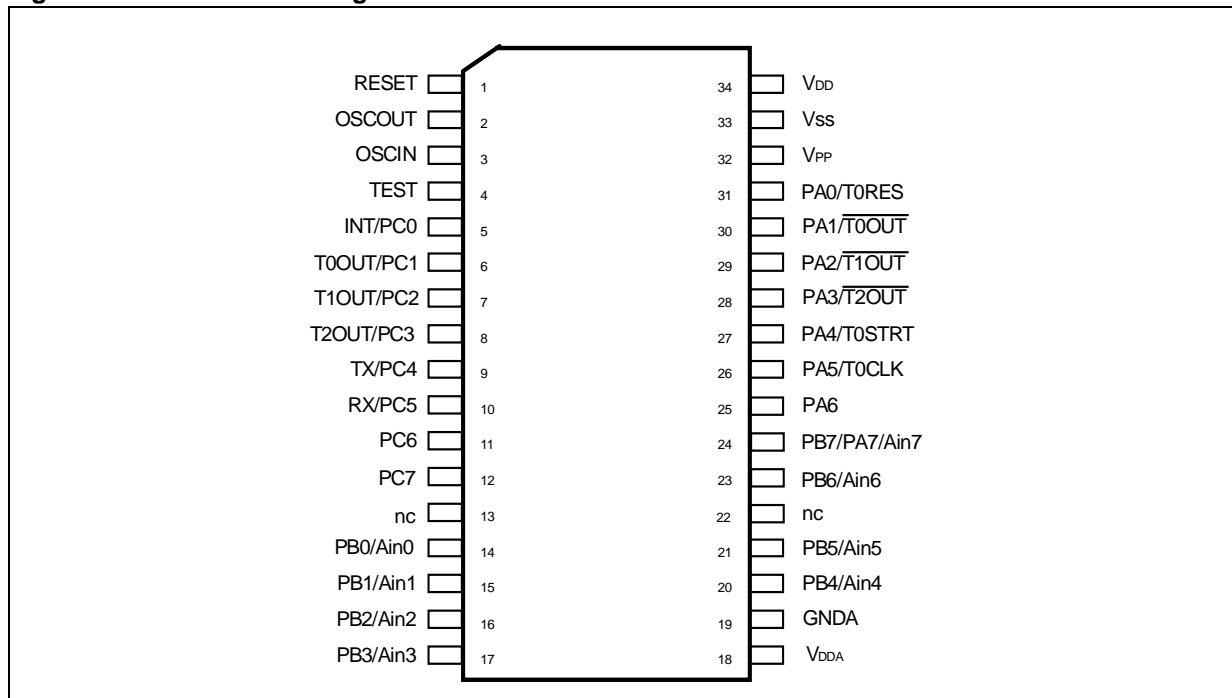 RESET 1 34 VDD
OSCOUT 2 33 Vss
OSCIN 3 32 VPP
TEST 4 31 PA0/T0RES
INT/PC0 5 30 PA1/T0OUT
T0OUT/PC1 6 29 PA2/T1OUT
T1OUT/PC2 7 28 PA3/T2OUT
T2OUT/PC3 8 27 PA4/T0STRT
TX/PC4 9 26 PA5/T0CLK
RX/PC5 10 25 PA6
PC6 11 24 PB7/PA7/Ain7
PC7 12 23 PB6/Ain6
nc 13 22 nc
PB0/Ain0 14 21 PB5/Ain5
PB1/Ain1 15 20 PB4/Ain4
PB2/Ain2 16 19 GNDA
PB3/Ain3 17 18 VDDA